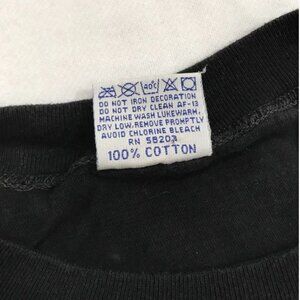 40°C
DO NOT IRON DECORATION
DO NOT DRY CLEAN AF-13
MACHINE WASH LUKEWARM,
DRY LOW, REMOVE PROMPTLY
AVOID CHLORINE BLEACH
RN 58203
100% COTTON